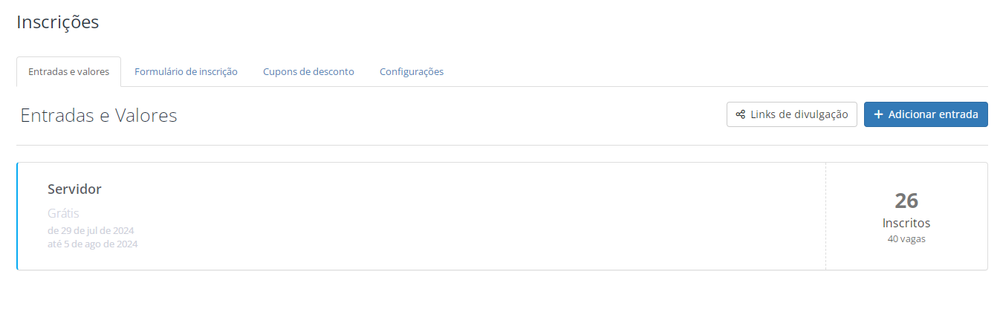 Inscrições
Entradas e valores
Formulário de inscrição
Cupons de desconto
Configurações
Entradas e Valores
Links de divulgação
Adicionar entrada
Servidor
Grátis
de 29 de jul de 2024
até 5 de ago de 2024
26
Inscritos
40 vagas